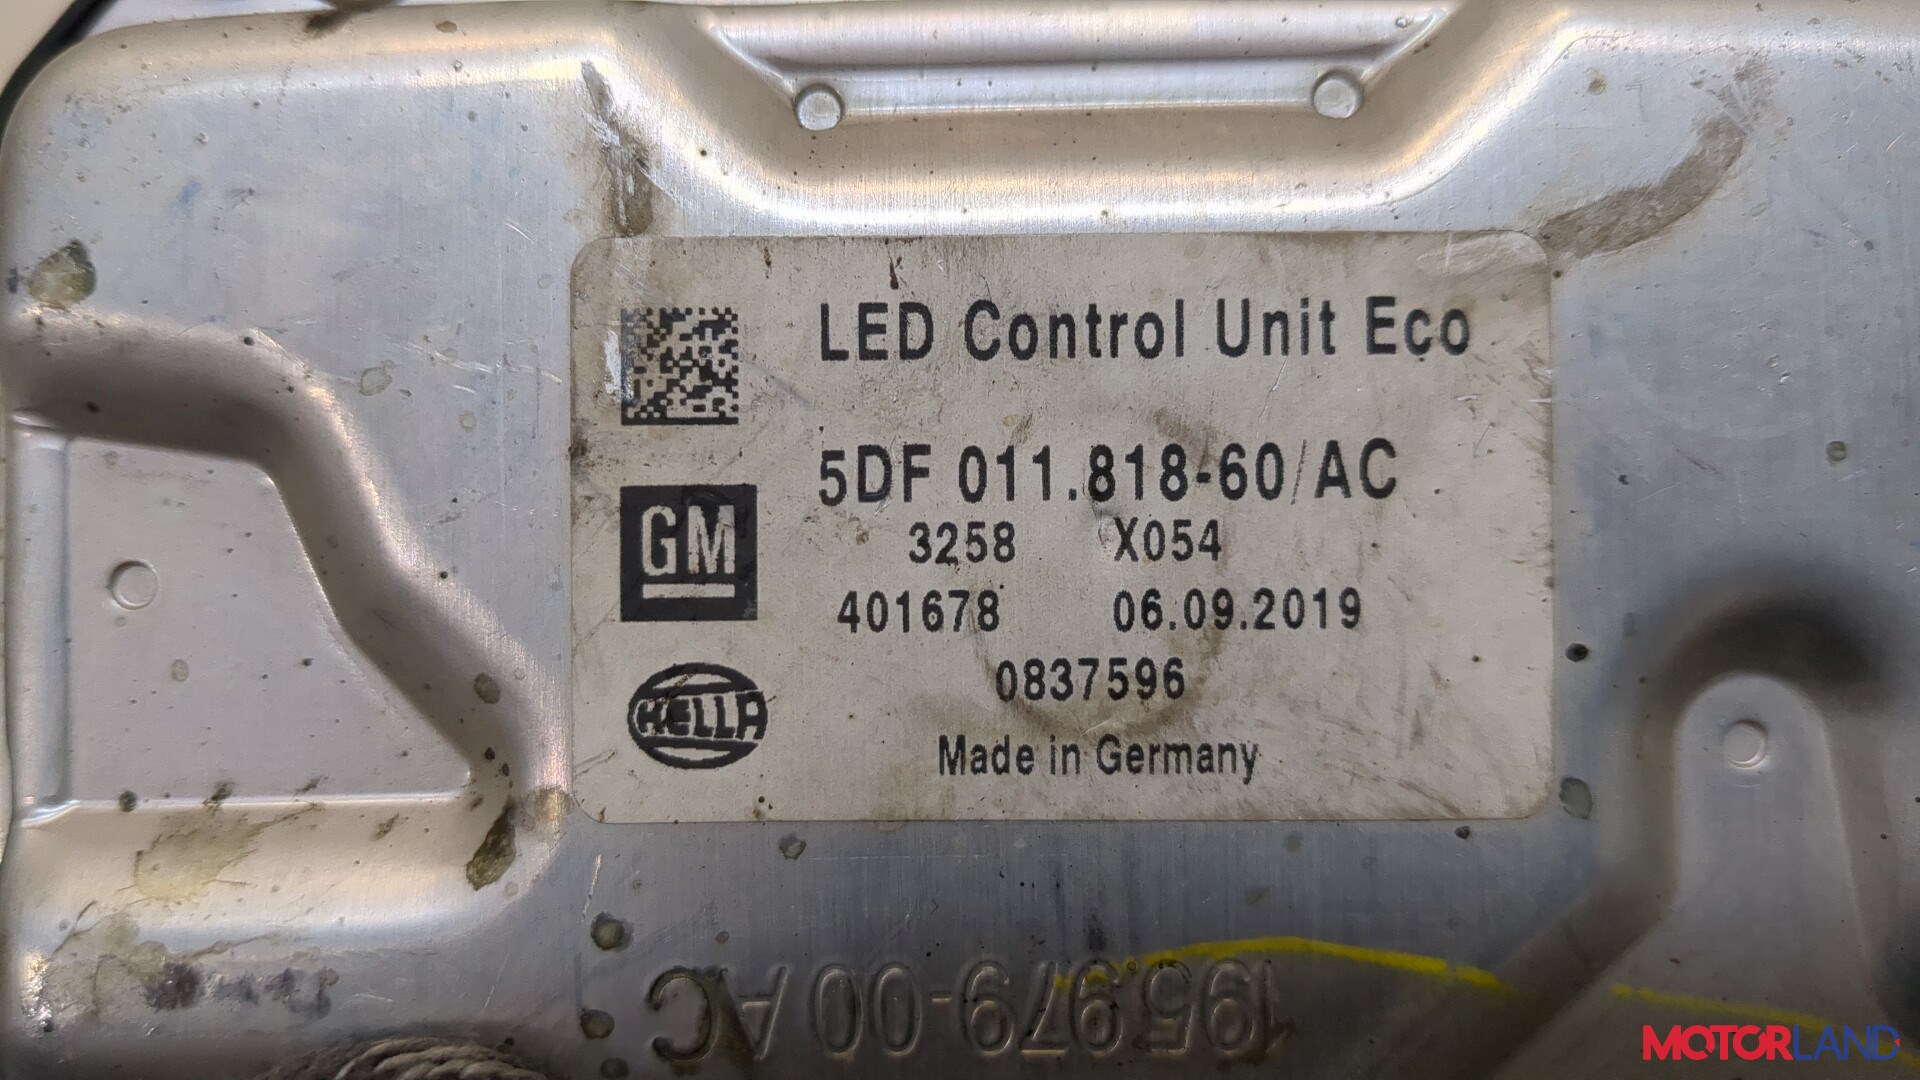 LED Control Unit Eco
5DF 011.818-60/AC
GM
3258 X054
401678 06.09.2019
HELLA
0837596
Made in Germany
195.979-00 AC
MOTORLAND